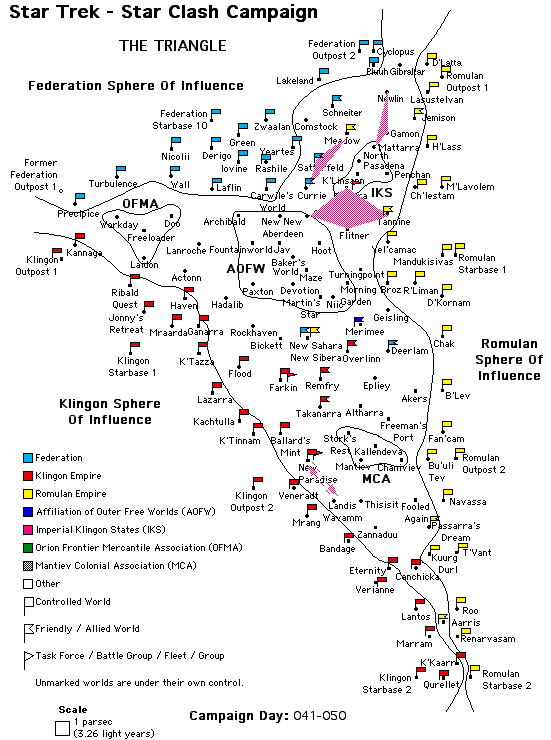 Star Trek - Star Clash Campaign
THE TRIANGLE
Federation Sphere Of Influence
Federation
Outpost 2
Cyclopus
D'Latta
Lakeland
Gibraltar
Romulan
Outpost 1
Newlin
Lasustelvan
Schneiter
Jemison
Federation
Starbase 10
Zwaalan
Comstock
Meadow
Gamon
Green
H'Lass
Nicolii
Derigo
Yeartes
Mattarra
Iovine
Rashile
North
Pasadena
Former
Federation
Outpost 1
Turbulence
Wall
Laflin
Carwyle's
World
Currie
K'Linsan
Penchan
IKS
Ch'lestam
M'Lavolem
Precipice
OFMA
Workday
Doo
Archibald
New New
Aberdeen
Tannine
Freeloader
Flitner
Kannaga
Klingon
Outpost 1
Lanroche
Fountainworld
Jav
Hoot
Yel'camac
Mandukisivas
Romulan
Starbase 1
Laidon
AOFW
Baker's
World
Actonn
Maze
Turningpoint
Ribald
Quest
Haven
Hadalib
Paxton
Devotion
Martin's
Star
Niic
Morning
Garden
Broz
R'Liman
D'Kornam
Jonny's
Retreat
Mraarda
Ganarra
Rockhaven
Merimee
Geisling
Bickett
New Sahara
Chak
Klingon
Starbase 1
K'Tazza
New Sibera
Overlinn
Deerlam
Romulan
Sphere Of
Influence
Flood
Farkin
Remfry
Epliey
Klingon Sphere
Of Influence
Lazarra
Akers
B'Lev
Takanarra
Altharra
Kachtulla
Freeman's
Port
K'Tinnam
Ballard's
Mint
Stork's
Rest
Kallendeva
Fan'cam
Federation
Klingon Empire
Romulan Empire
Affiliation of Outer Free Worlds (AOFW)
Imperial Klingon States (IKS)
Orion Frontier Mercantile Association (OFMA)
Mantiev Colonial Association (MCA)
Other
Controlled World
Friendly / Allied World
Task Force / Battle Group / Fleet / Group
Unmarked worlds are under their own control.
New
Paradise
Mantiev
Chanviev
MCA
Bu'uli
Tev
Romulan
Outpost 2
Klingon
Outpost 2
Veneradt
Landis
Thisisit
Fooled
Again
Navassa
Mrang
Wavamm
Zannaduu
Passarra's
Dream
Bandage
Kuurg
T'Vant
Eternity
Canchicka
Durl
Verianne
Lantos
Roo
Aarris
Marram
Renarvasam
K'Kaarr
Klingon
Starbase 2
Qurellet
Romulan
Starbase 2
Scale
1 parsec
(3.26 light years)
Campaign Day: 041-050